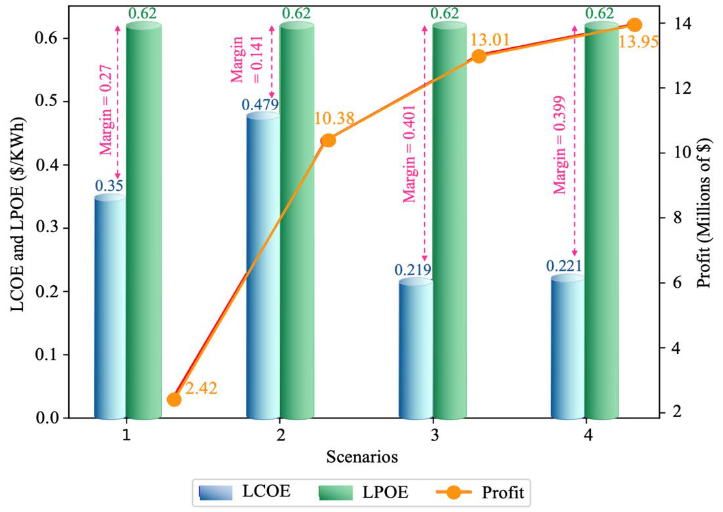 0.62 0.62 0.62 0.62
14
0.6
13.01
13.95
Margin = 0.27
Margin
= 0.141
12
0.5
0.479
10.38
Margin = 0.401
Margin = 0.399
10
0.4
0.35
LCOE and LPOE ($/KWh)
Profit (Millions of $)
8
0.3
0.219
0.221
6
0.2
4
0.1
2.42
2
0.0
1 2 3 4
Scenarios
LCOE LPOE Profit